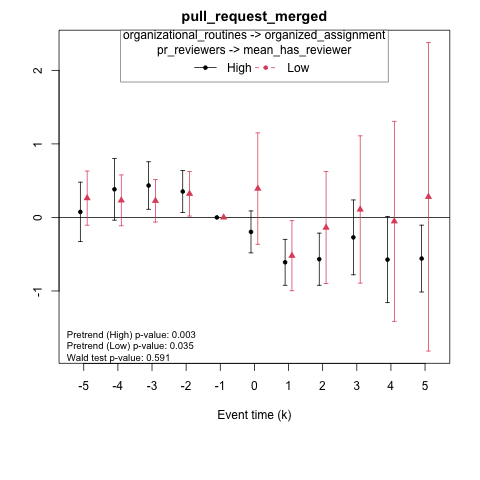 pull_request_merged
organizational_routines -> organized_assignment
pr_reviewers -> mean_has_reviewer
High Low
2
1
0
-1
Pretrend (High) p-value: 0.003
Pretrend (Low) p-value: 0.035
Wald test p-value: 0.591
-5 -4 -3 -2 -1 0 1 2 3 4 5
Event time (k)